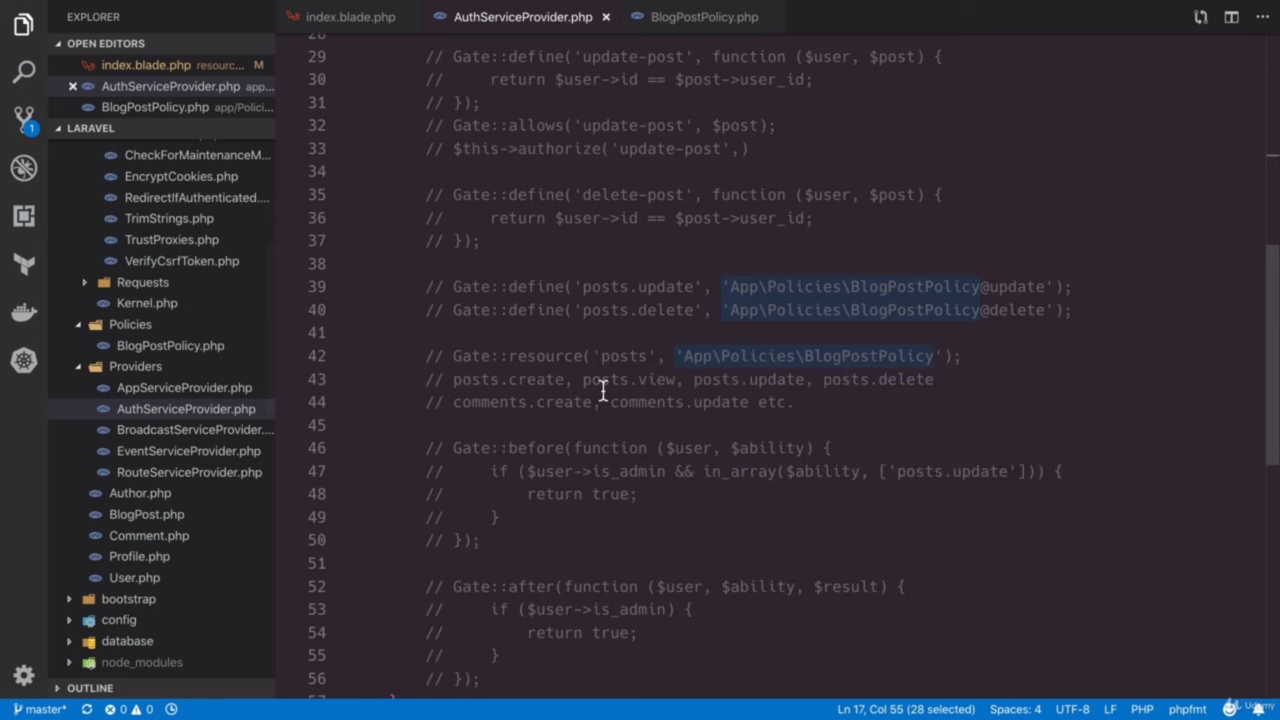 EXPLORER
OPEN EDITORS
index.blade.php resourc... M
AuthServiceProvider.php app...
BlogPostPolicy.php app/Polici...
LARAVEL
CheckForMaintenanceM...
EncryptCookies.php
RedirectIfAuthenticated....
TrimStrings.php
TrustProxies.php
VerifyCsrfToken.php
Requests
Kernel.php
Policies
BlogPostPolicy.php
Providers
AppServiceProvider.php
AuthServiceProvider.php
BroadcastServiceProvider....
EventServiceProvider.php
RouteServiceProvider.php
Author.php
BlogPost.php
Comment.php
Profile.php
User.php
bootstrap
config
database
node_modules
OUTLINE
1
index.blade.php AuthServiceProvider.php BlogPostPolicy.php
28
29 // Gate::define('update-post', function ($user, $post) {
30 // return $user->id == $post->user_id;
31 // });
32 // Gate::allows('update-post', $post);
33 // $this->authorize('update-post',)
34
35 // Gate::define('delete-post', function ($user, $post) {
36 // return $user->id == $post->user_id;
37 // });
38
39 // Gate::define('posts.update', 'App\Policies\BlogPostPolicy@update');
40 // Gate::define('posts.delete', 'App\Policies\BlogPostPolicy@delete');
41
42 // Gate::resource('posts', 'App\Policies\BlogPostPolicy');
43 // posts.create, posts.view, posts.update, posts.delete
44 // comments.create, comments.update etc.
45
46 // Gate::before(function ($user, $ability) {
47 // if ($user->is_admin && in_array($ability, ['posts.update'])) {
48 // return true;
49 // }
50 // });
51
52 // Gate::after(function ($user, $ability, $result) {
53 // if ($user->is_admin) {
54 // return true;
55 // }
56 // });
57 }
master* 0 0 Ln 17, Col 55 (28 selected) Spaces: 4 UTF-8 LF PHP phpfmt
Udemy